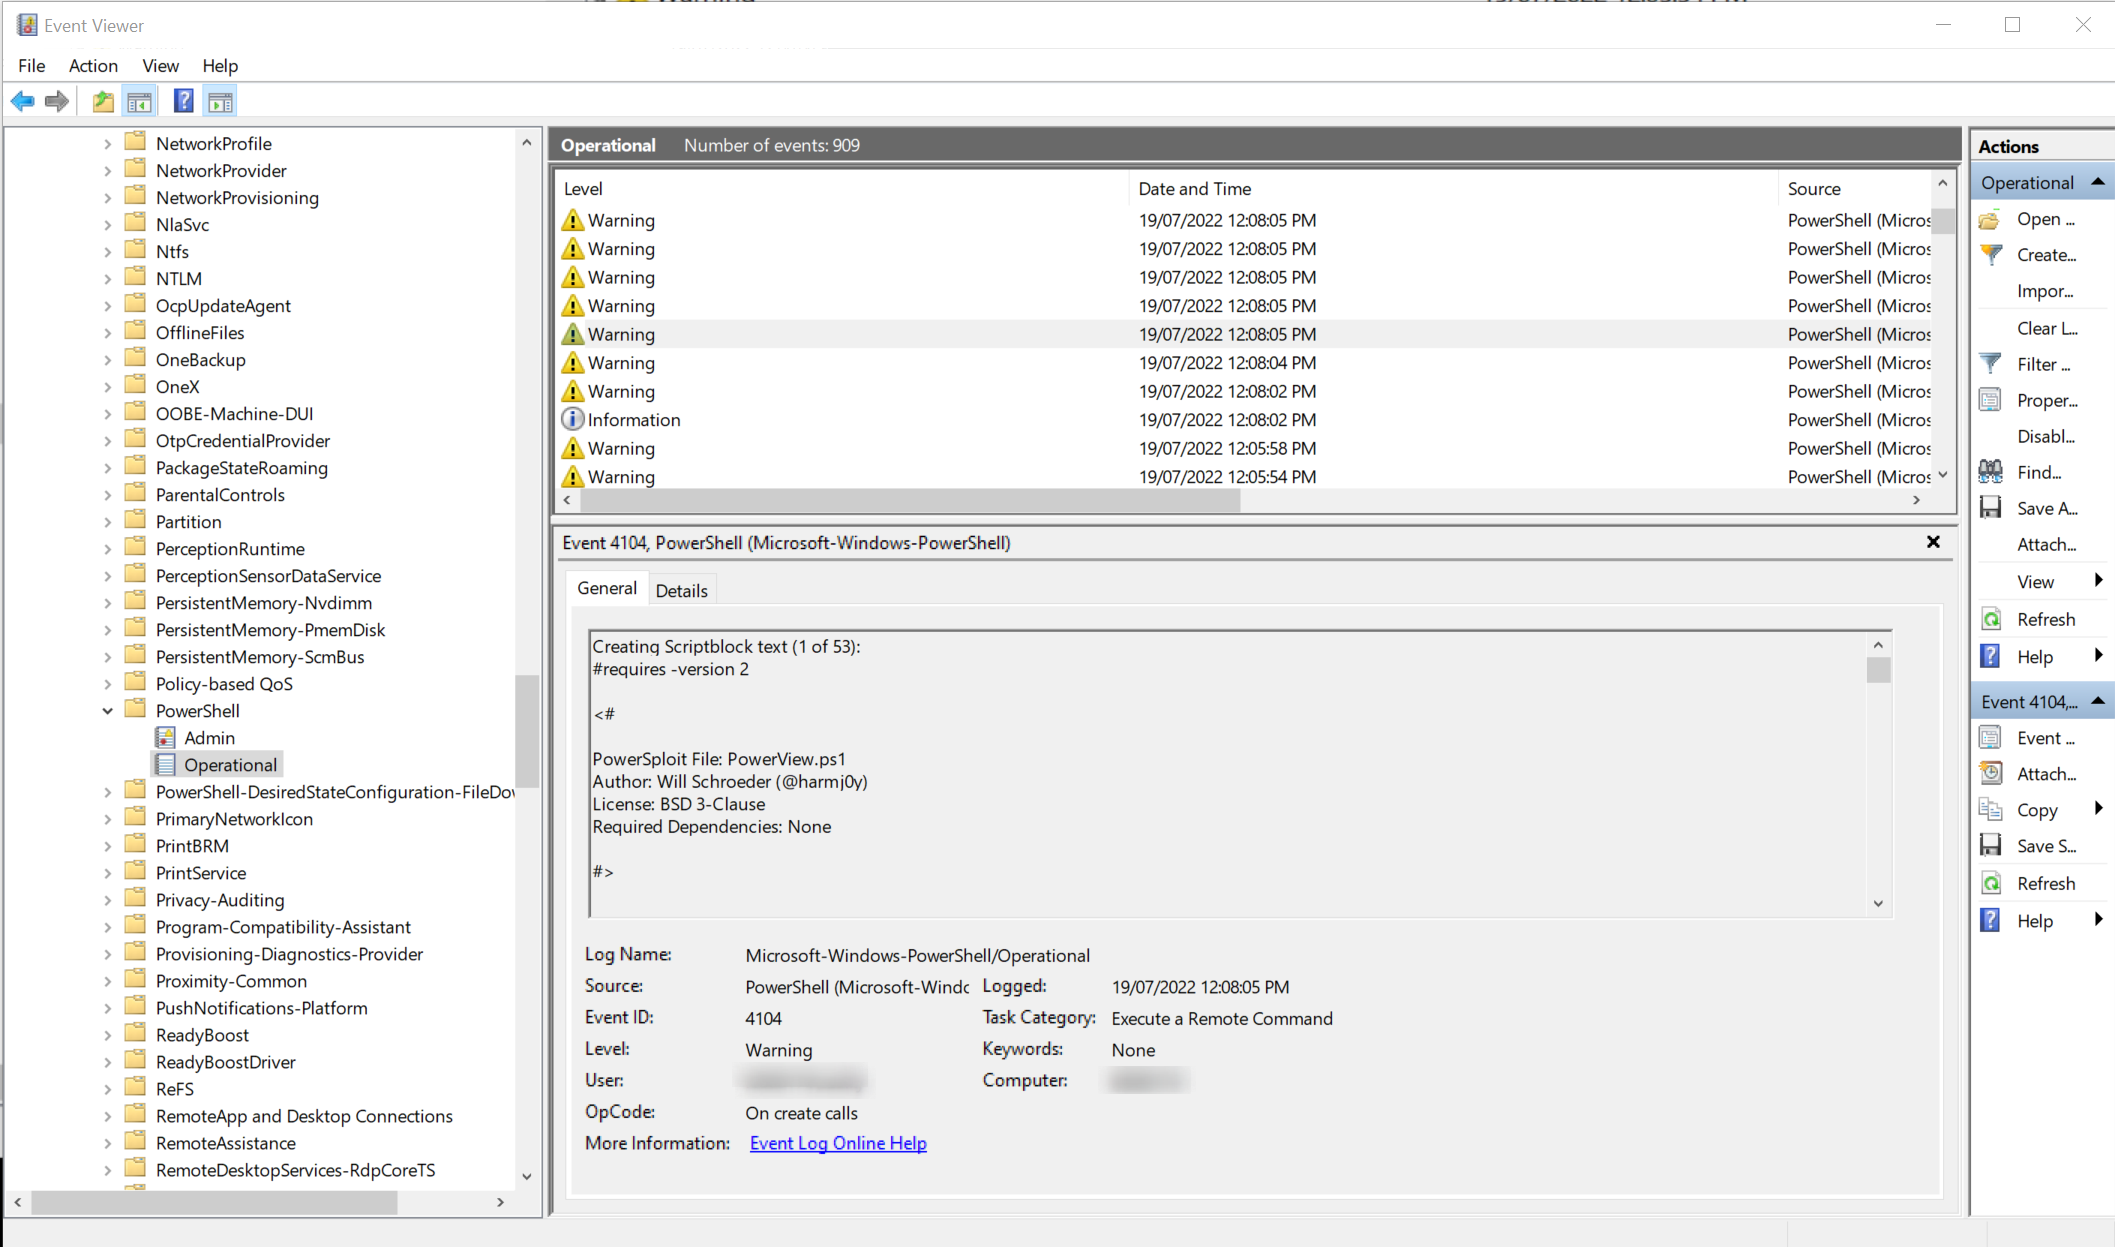 Event Viewer
File Action View Help
NetworkProfile
NetworkProvider
NetworkProvisioning
NlaSvc
Ntfs
NTLM
OcpUpdateAgent
OfflineFiles
OneBackup
OneX
OOBE-Machine-DUI
OtpCredentialProvider
PackageStateRoaming
ParentalControls
Partition
PerceptionRuntime
PerceptionSensorDataService
PersistentMemory-Nvdimm
PersistentMemory-PmemDisk
PersistentMemory-ScmBus
Policy-based QoS
PowerShell
Admin
Operational
PowerShell-DesiredStateConfiguration-FileDo
PrimaryNetworkIcon
PrintBRM
PrintService
Privacy-Auditing
Program-Compatibility-Assistant
Provisioning-Diagnostics-Provider
Proximity-Common
PushNotifications-Platform
ReadyBoost
ReadyBoostDriver
ReFS
RemoteApp and Desktop Connections
RemoteAssistance
RemoteDesktopServices-RdpCoreTS
Operational Number of events: 909
Level Date and Time Source
Warning 19/07/2022 12:08:05 PM PowerShell (Micros
Warning 19/07/2022 12:08:05 PM PowerShell (Micros
Warning 19/07/2022 12:08:05 PM PowerShell (Micros
Warning 19/07/2022 12:08:05 PM PowerShell (Micros
Warning 19/07/2022 12:08:05 PM PowerShell (Micros
Warning 19/07/2022 12:08:04 PM PowerShell (Micros
Warning 19/07/2022 12:08:02 PM PowerShell (Micros
Information 19/07/2022 12:08:02 PM PowerShell (Micros
Warning 19/07/2022 12:05:58 PM PowerShell (Micros
Warning 19/07/2022 12:05:54 PM PowerShell (Micros
Event 4104, PowerShell (Microsoft-Windows-PowerShell)
General Details
Creating Scriptblock text (1 of 53):
#requires -version 2
<#
PowerSploit File: PowerView.ps1
Author: Will Schroeder (@harmj0y)
License: BSD 3-Clause
Required Dependencies: None
#>
Log Name: Microsoft-Windows-PowerShell/Operational
Source: PowerShell (Microsoft-Windo Logged: 19/07/2022 12:08:05 PM
Event ID: 4104 Task Category: Execute a Remote Command
Level: Warning Keywords: None
User: Computer:
OpCode: On create calls
More Information: Event Log Online Help
Actions
Operational
Open ...
Create...
Impor...
Clear L...
Filter ...
Proper...
Disabl...
Find...
Save A...
Attach...
View
Refresh
Help
Event 4104,...
Event ...
Attach...
Copy
Save S...
Refresh
Help